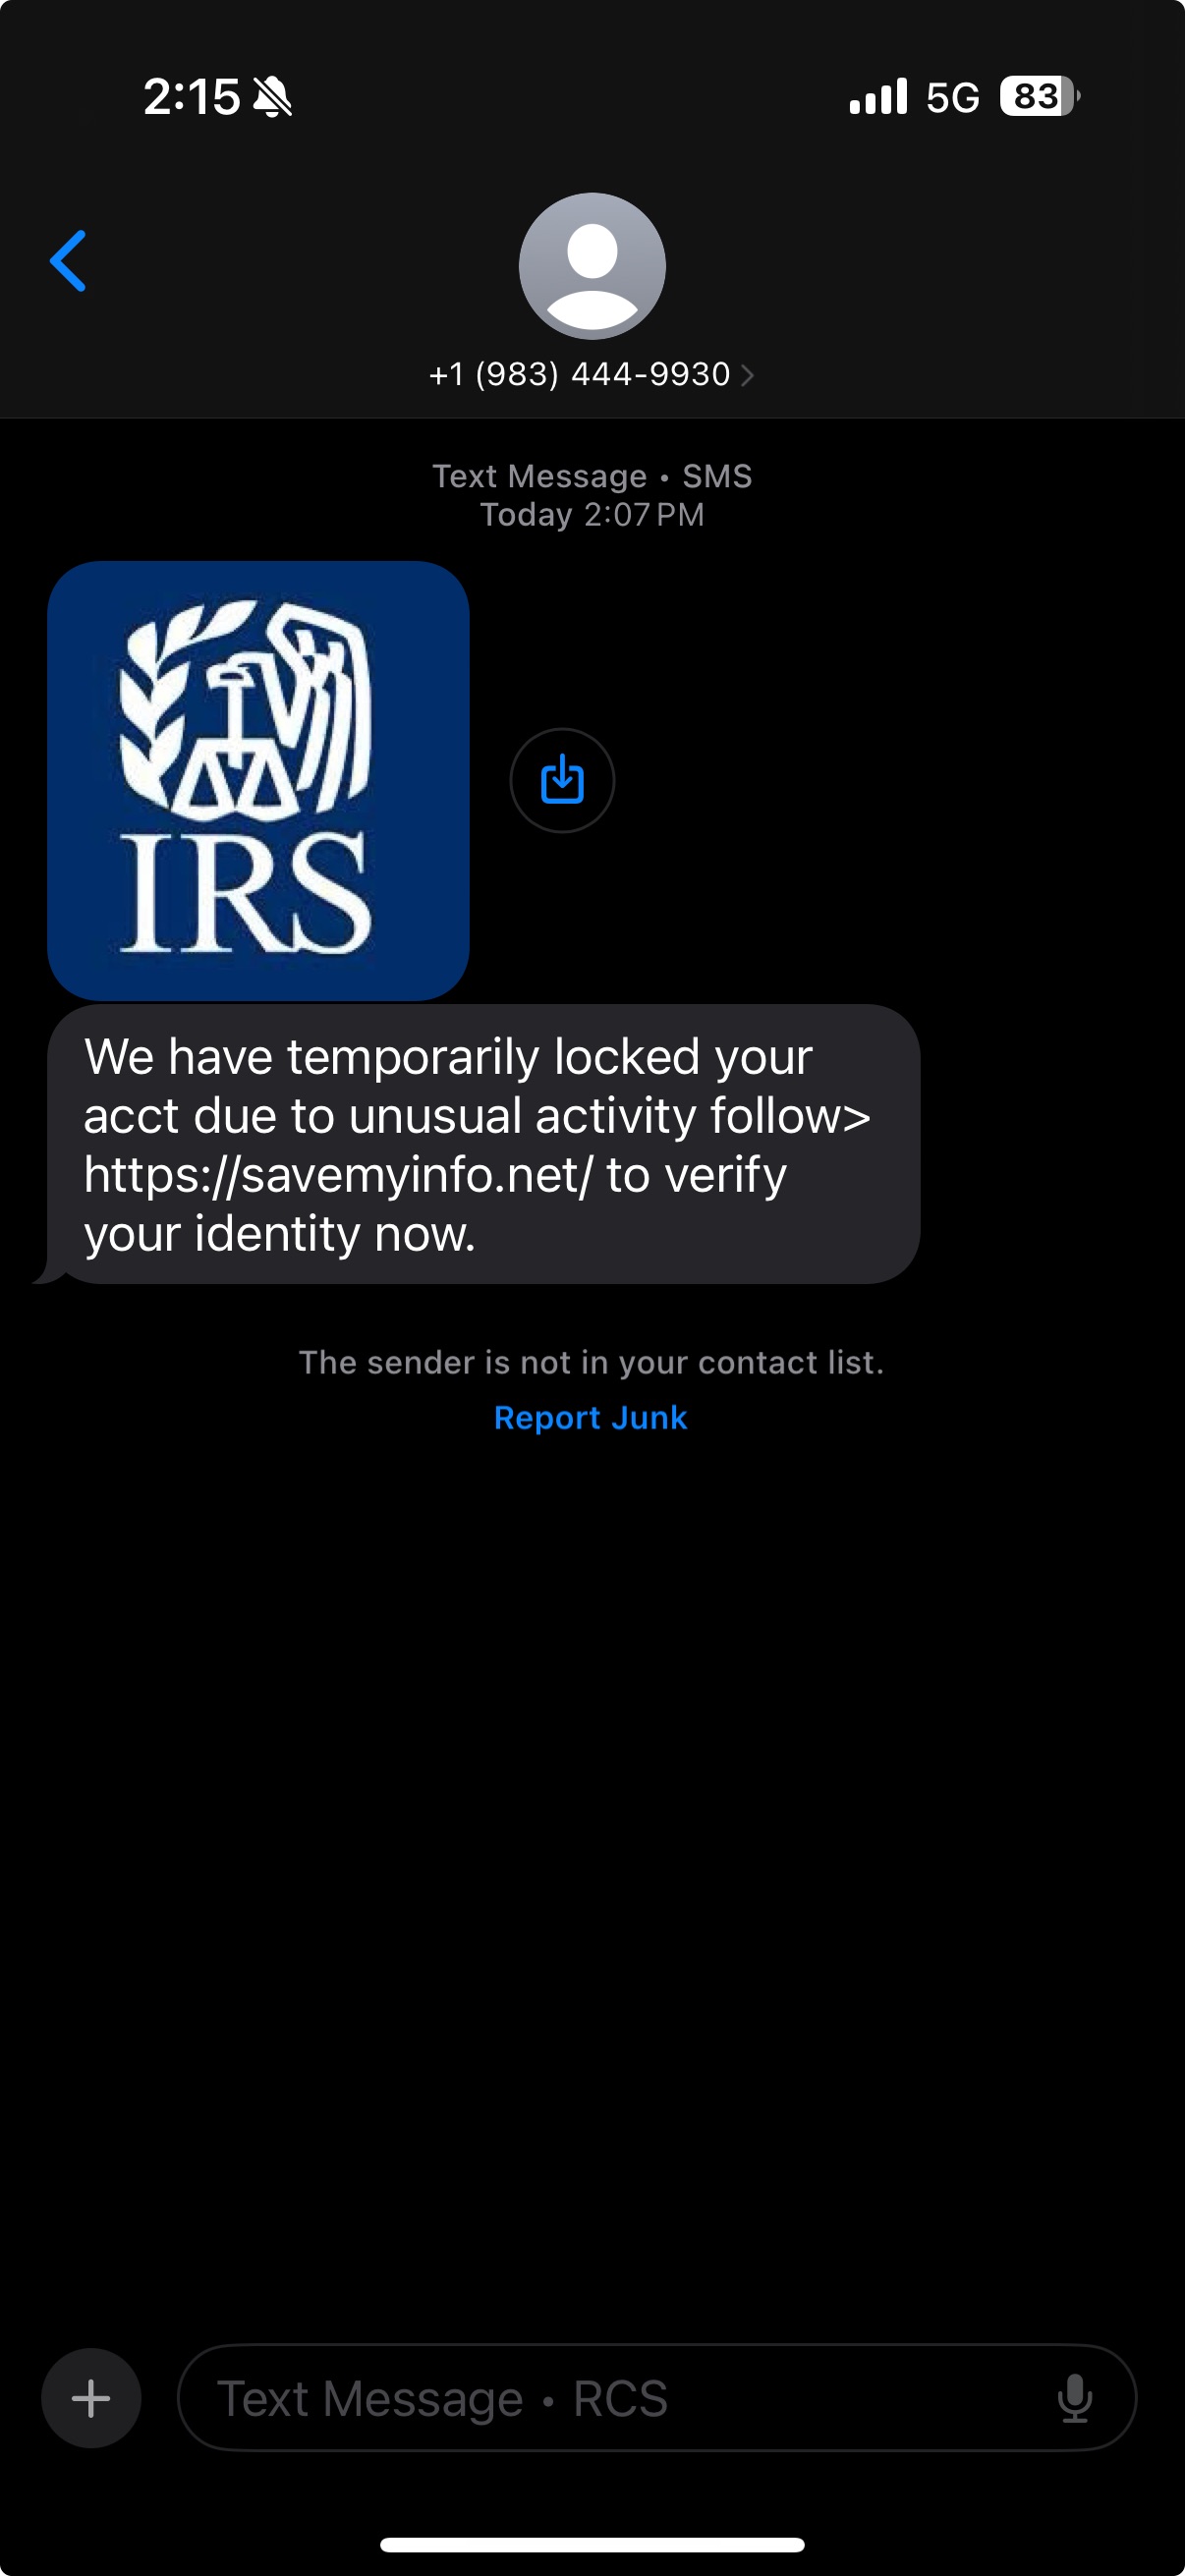 2:15
5G 83
+1 (983) 444-9930
Text Message • SMS
Today 2:07 PM
IRS
We have temporarily locked your
acct due to unusual activity follow>
https://savemyinfo.net/ to verify
your identity now.
The sender is not in your contact list.
Report Junk
Text Message • RCS